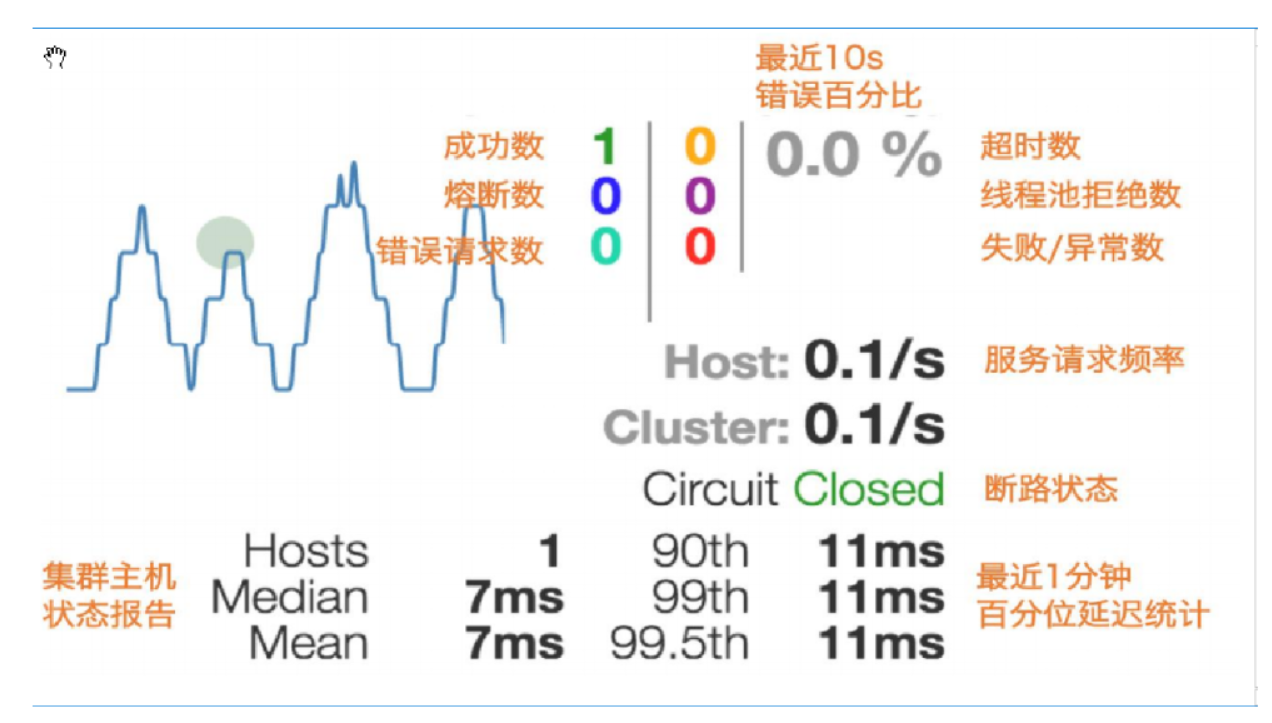 最近10s
错误百分比
成功数 1 0 0.0 % 超时数
熔断数 0 0 线程池拒绝数
错误请求数 0 0 失败/异常数
Host: 0.1/s 服务请求频率
Cluster: 0.1/s
Circuit Closed 断路状态
集群主机
状态报告
Hosts 1 90th 11ms
Median 7ms 99th 11ms
Mean 7ms 99.5th 11ms
最近1分钟
百分位延迟统计